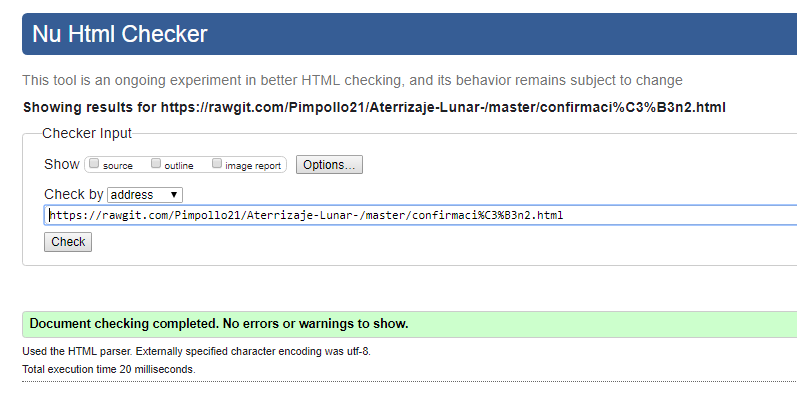 Nu Html Checker
This tool is an ongoing experiment in better HTML checking, and its behavior remains subject to change
Showing results for https://rawgit.com/Pimpollo21/Aterrizaje-Lunar-/master/confirmaci%C3%B3n2.html
Checker Input
Show source outline image report Options...
Check by address
https://rawgit.com/Pimpollo21/Aterrizaje-Lunar-/master/confirmaci%C3%B3n2.html
Check
Document checking completed. No errors or warnings to show.
Used the HTML parser. Externally specified character encoding was utf-8.
Total execution time 20 milliseconds.